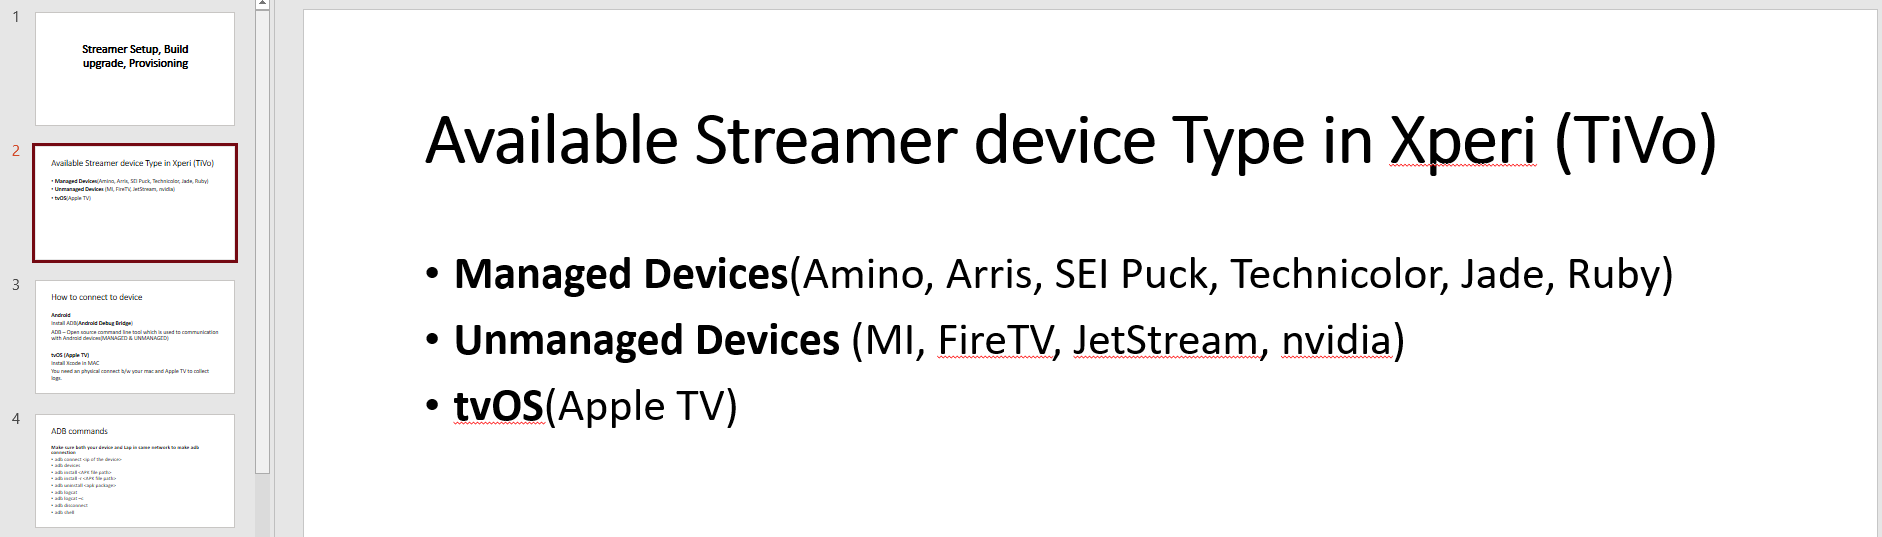 1
Streamer Setup, Build
upgrade, Provisioning
2
Available Streamer device Type in Xperi (TiVo)
• Managed Devices(Amino, Arris, SEI Puck, Technicolor, Jade, Ruby)
• Unmanaged Devices (MI, FireTV, JetStream, nvidia)
• tvOS(Apple TV)
3
How to connect to device
Android
Install ADB(Android Debug Bridge)
ADB – Open source command line tool which is used to communication
with Android devices(MANAGED & UNMANAGED)
tvOS (Apple TV)
Install Xcode in MAC
You need an physical connect b/w your mac and Apple TV to collect
logs.
4
ADB commands
Make sure both your device and Lap in same network to make adb
connection
• adb connect <ip of the device>
• adb devices
• adb install <APK file path>
• adb install -r <APK file path>
• adb uninstall <apk package>
• adb logcat
• adb logcat –c
• adb disconnect
• adb shell
Available Streamer device Type in Xperi (TiVo)
• Managed Devices(Amino, Arris, SEI Puck, Technicolor, Jade, Ruby)
• Unmanaged Devices (MI, FireTV, JetStream, nvidia)
• tvOS(Apple TV)